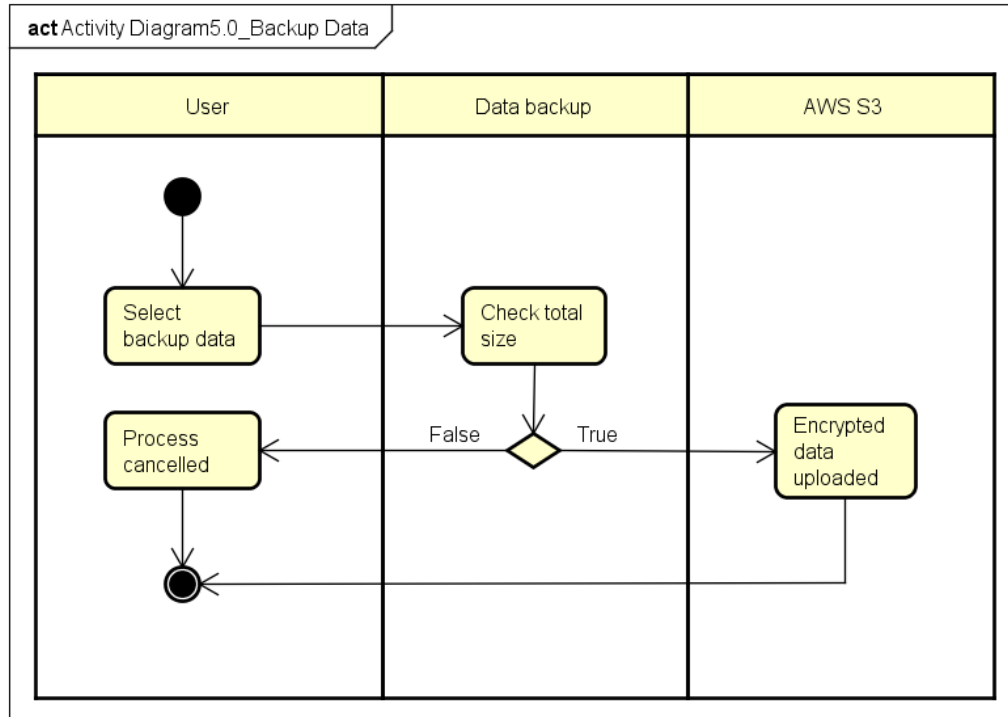 act Activity Diagram5.0_Backup Data
User
Data backup
AWS S3
Select
backup data
Check total
size
Process
cancelled
False
True
Encrypted
data
uploaded